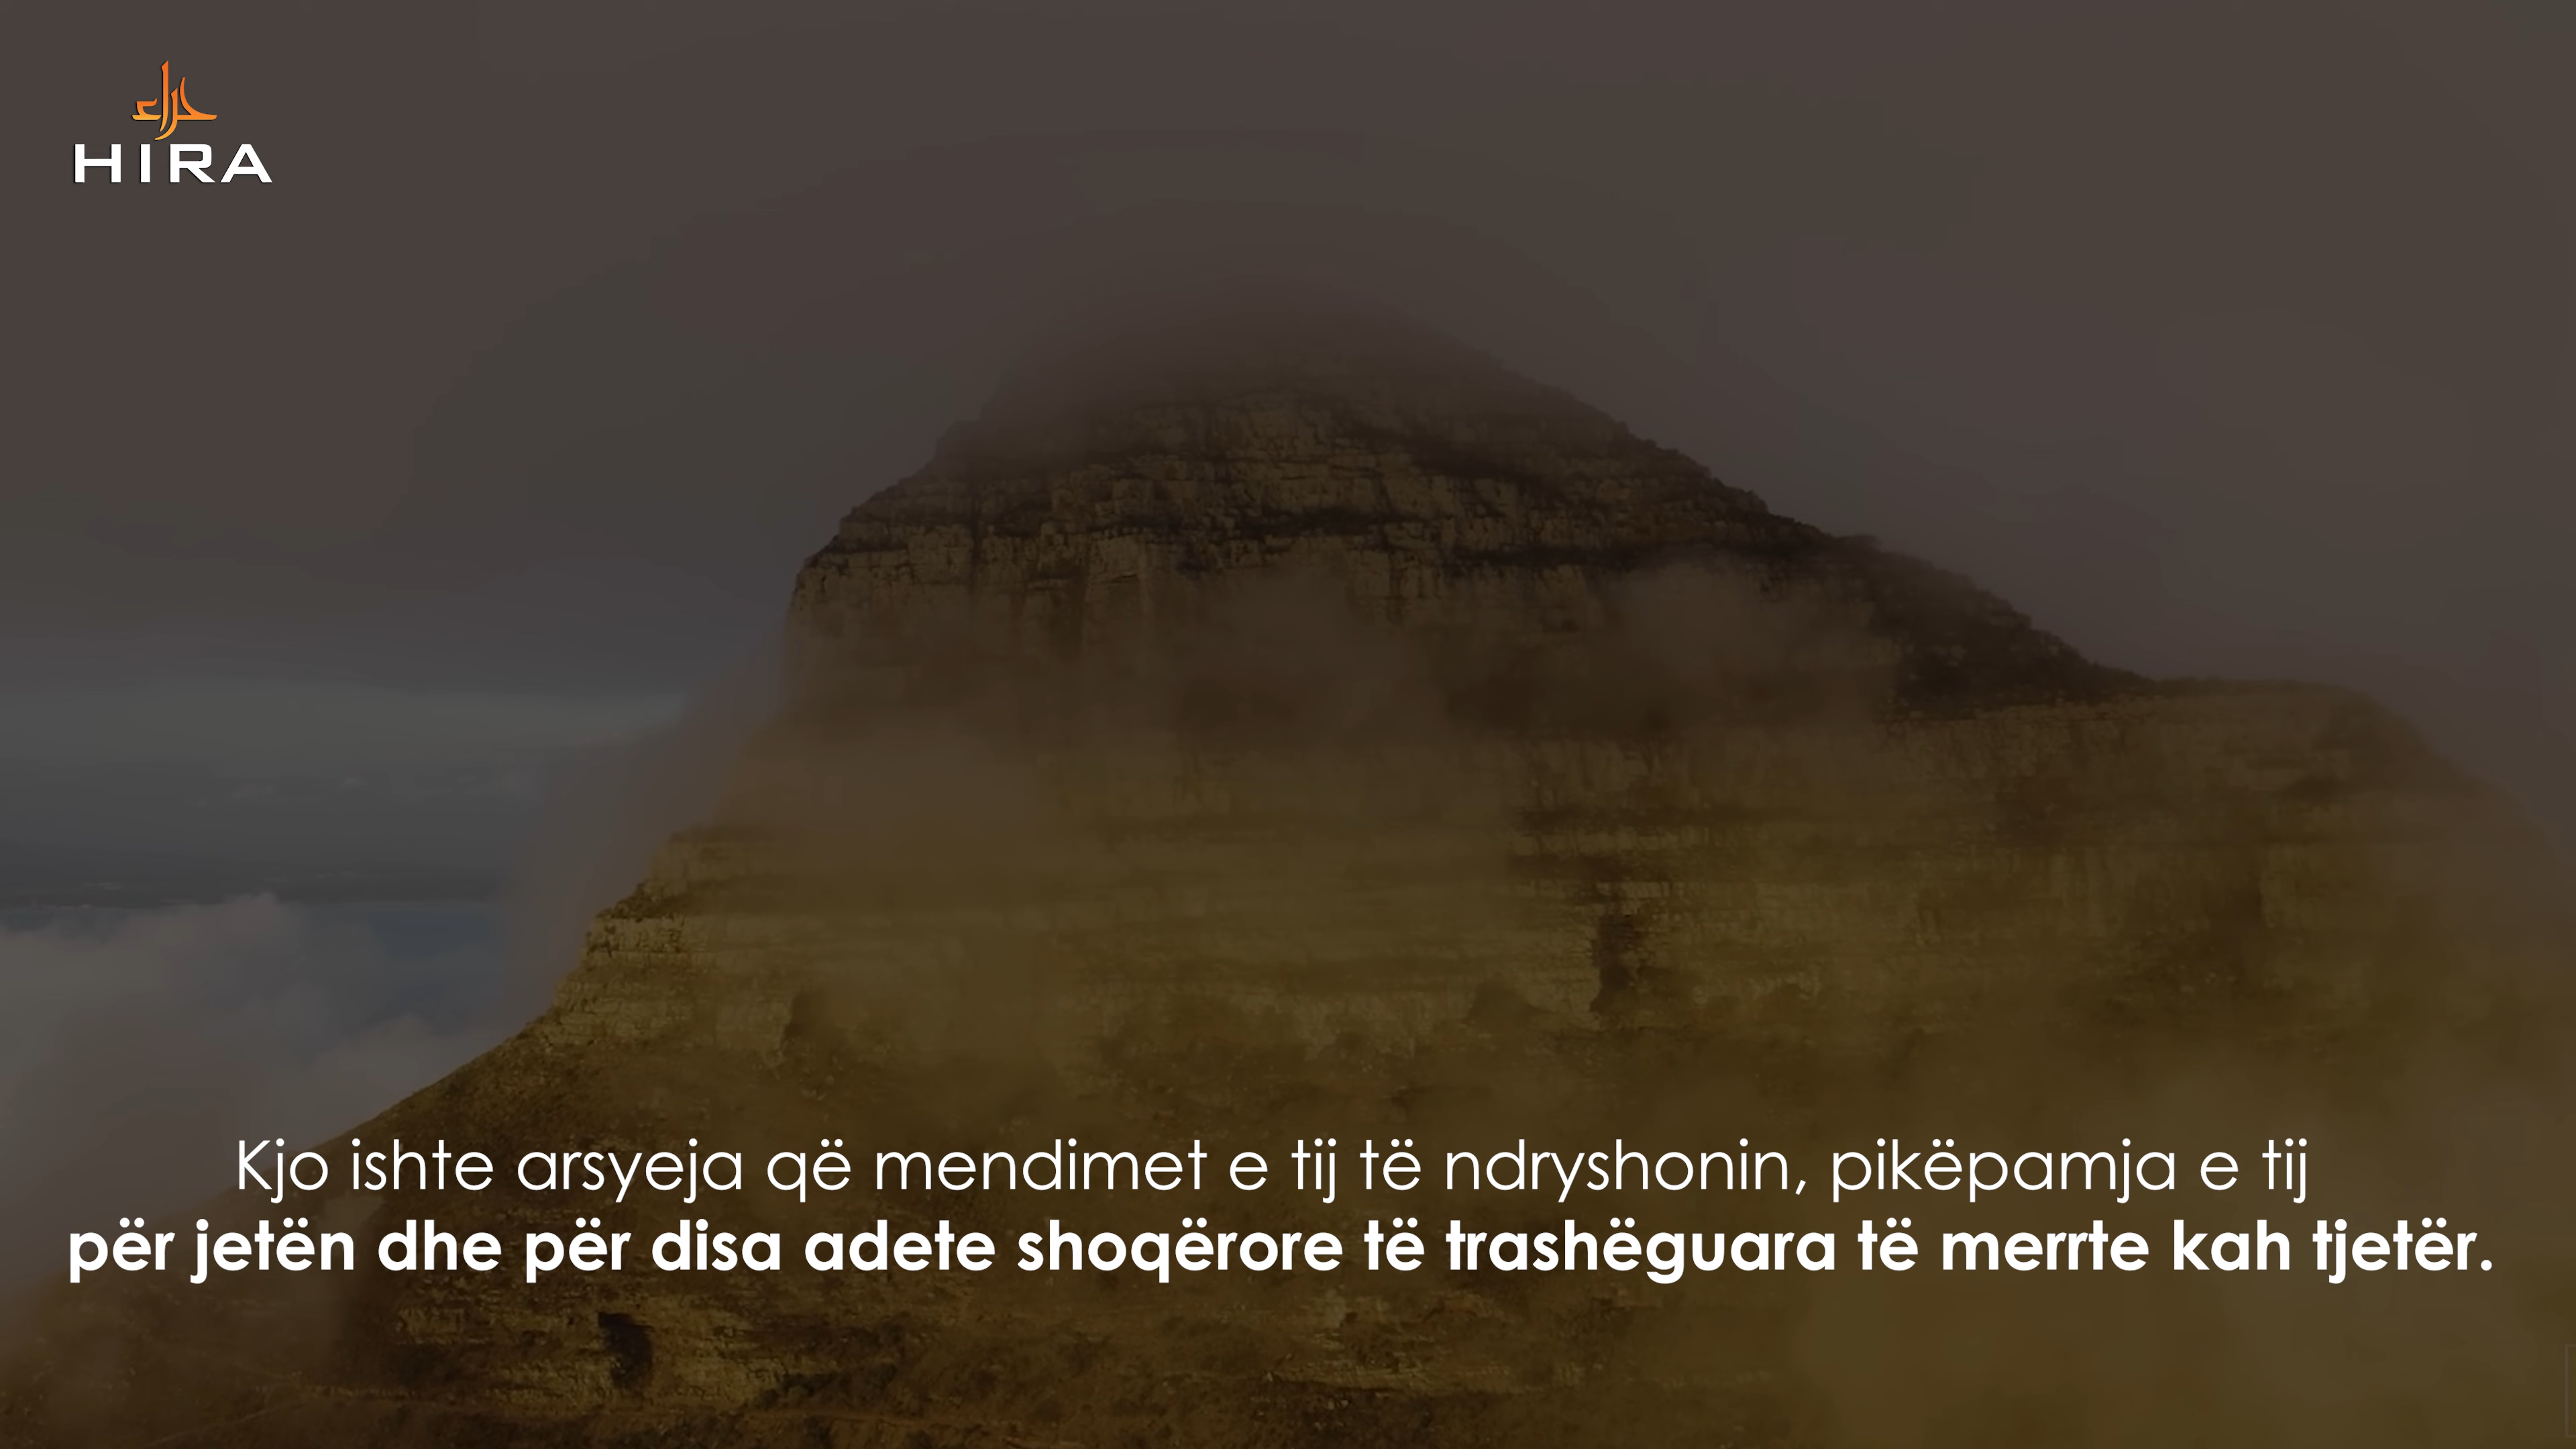 حراء
HIRA
Kjo ishte arsyeja që mendimet e tij të ndryshonin, pikëpamja e tij
për jetën dhe për disa adete shoqërore të trashëguara të merrte kah tjetër.